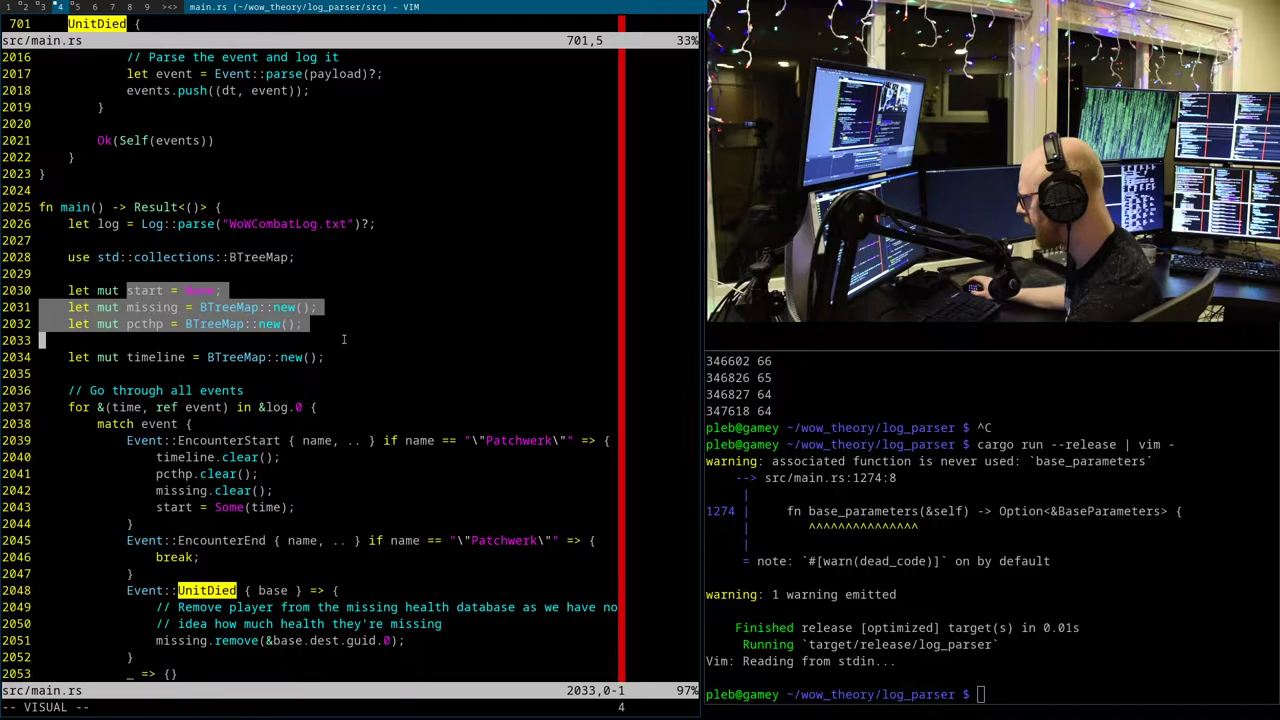 1 2 3 4 5 6 7 8 9 >< > main.rs (~/wow_theory/log_parser/src) - VIM
701 UnitDied {
src/main.rs 701,5 33%
2016 // Parse the event and log it
2017 let event = Event::parse(payload)?;
2018 events.push((dt, event));
2019 }
2020
2021 Ok(Self(events))
2022 }
2023 }
2024
2025 fn main() -> Result<()> {
2026 let log = Log::parse("WoWCombatLog.txt")?;
2027
2028 use std::collections::BTreeMap;
2029
2030 let mut start = None;
2031 let mut missing = BTreeMap::new();
2032 let mut pcthp = BTreeMap::new();
2033
2034 let mut timeline = BTreeMap::new();
2035
2036 // Go through all events
2037 for &(time, ref event) in &log.0 {
2038 match event {
2039 Event::EncounterStart { name, .. } if name == "\"Patchwerk\"" => {
2040 timeline.clear();
2041 pcthp.clear();
2042 missing.clear();
2043 start = Some(time);
2044 }
2045 Event::EncounterEnd { name, .. } if name == "\"Patchwerk\"" => {
2046 break;
2047 }
2048 Event::UnitDied { base } => {
2049 // Remove player from the missing health database as we have no
2050 // idea how much health they're missing
2051 missing.remove(&base.dest.guid.0);
2052 }
2053 _ => {}
src/main.rs 2033,0-1 97%
-- VISUAL -- 4
346602 66
346826 65
346827 64
347618 64
pleb@gamey ~/wow_theory/log_parser $ ^C
pleb@gamey ~/wow_theory/log_parser $ cargo run --release | vim -
warning: associated function is never used: `base_parameters`
--> src/main.rs:1274:8
|
1274 | fn base_parameters(&self) -> Option<&BaseParameters> {
| ^^^^^^^^^^^^^^^
|
= note: `#[warn(dead_code)]` on by default
warning: 1 warning emitted
Finished release [optimized] target(s) in 0.01s
Running `target/release/log_parser`
Vim: Reading from stdin...
pleb@gamey ~/wow_theory/log_parser $